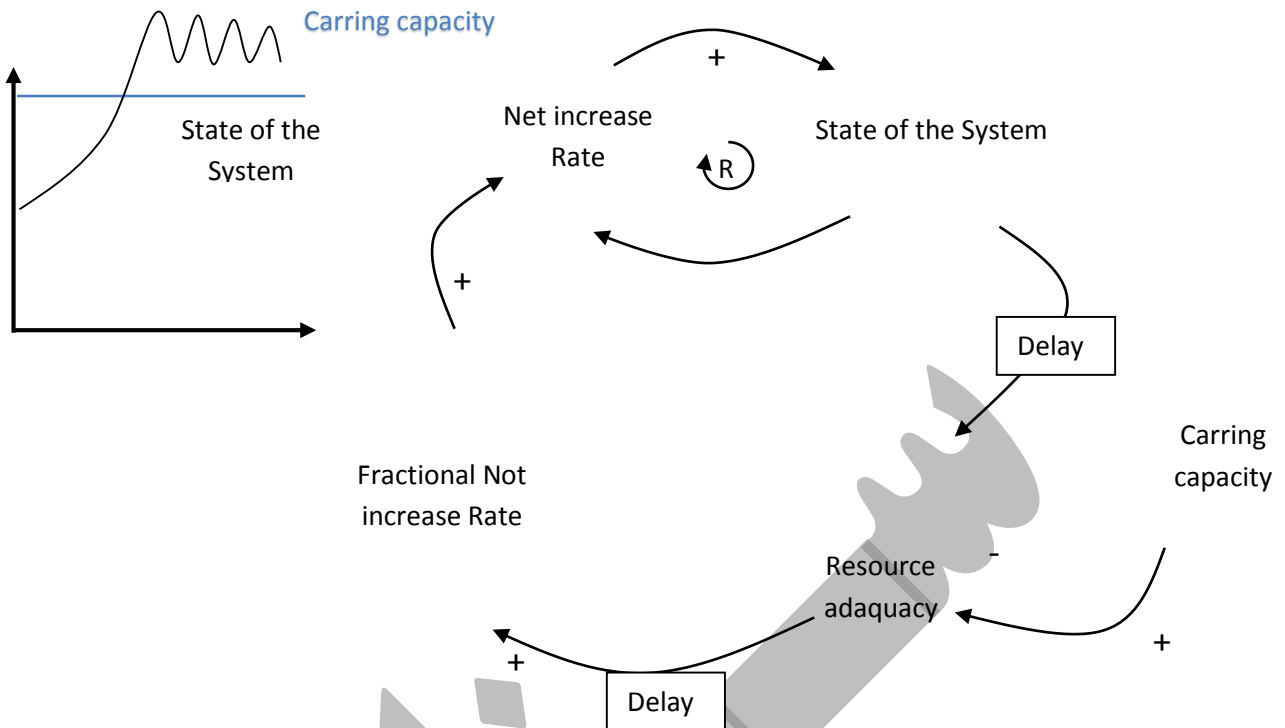 Carring capacity
State of the
System
+
Net increase
Rate
State of the System
R
+
Delay
Carring
capacity
Fractional Not
increase Rate
-
Resource
adaquacy
+
+
Delay